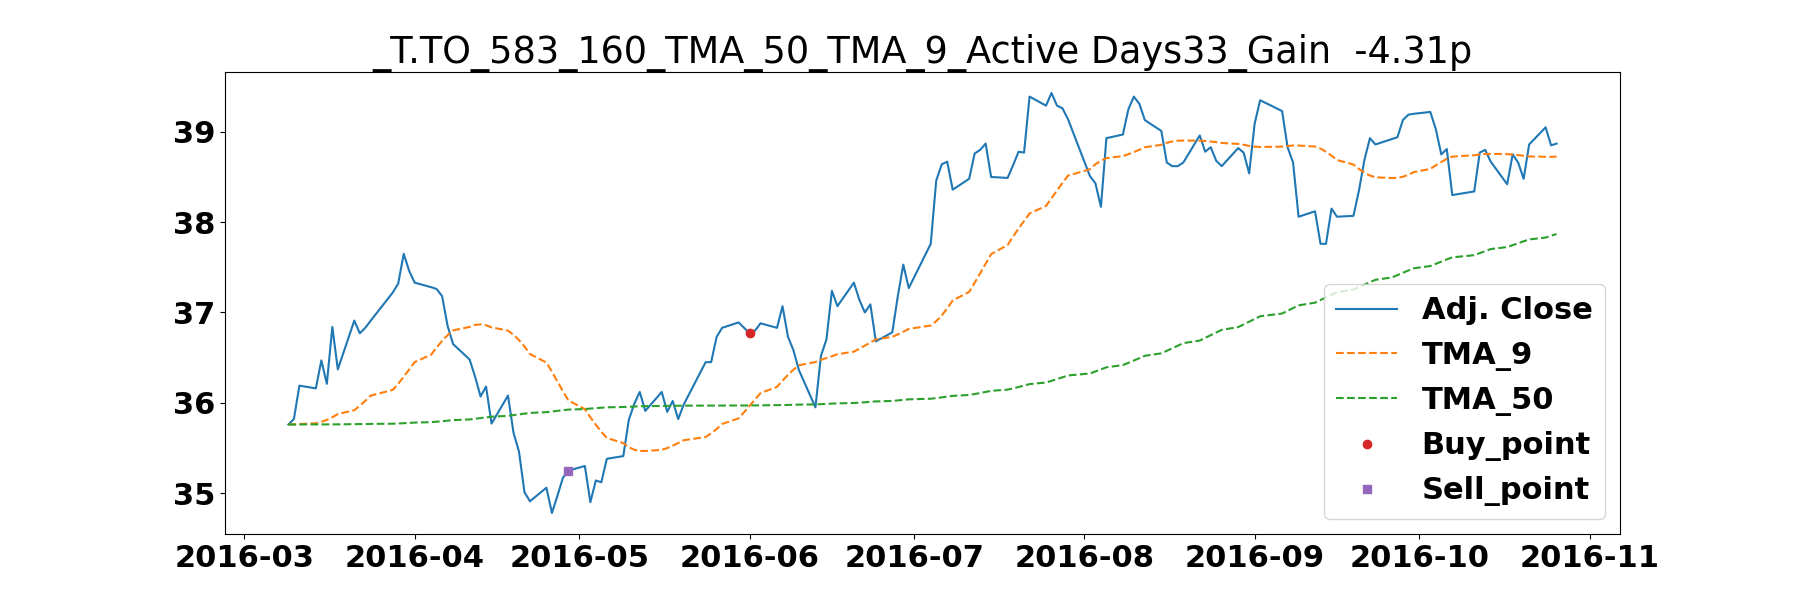 _T.TO_583_160_TMA_50_TMA_9_Active Days33_Gain  -4.31p
39
38
37
36
35
Adj. Close
TMA_9
TMA_50
Buy_point
Sell_point
2016-03 2016-04 2016-05 2016-06 2016-07 2016-08 2016-09 2016-10 2016-11